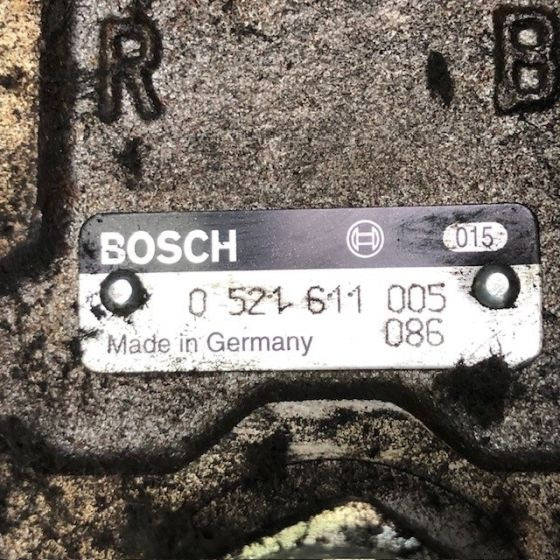 R B
BOSCH 015
0 521 611 005
Made in Germany 086